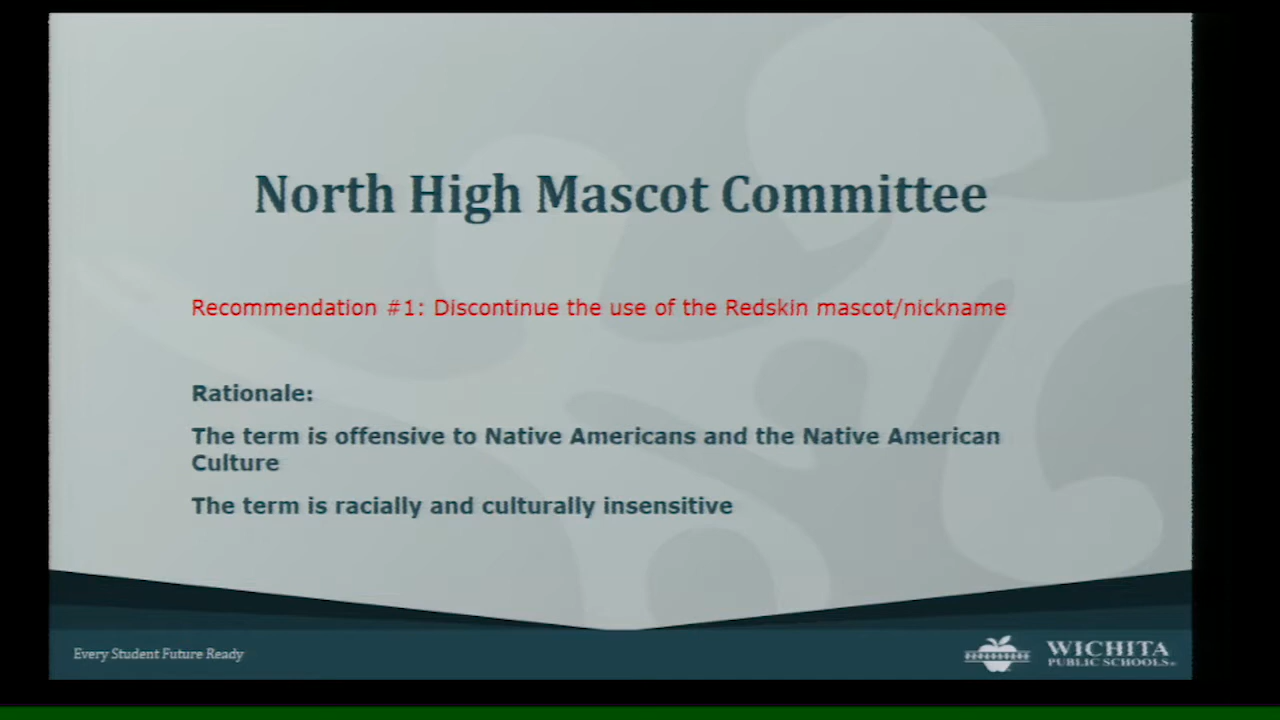 North High Mascot Committee
Recommendation #1: Discontinue the use of the Redskin mascot/nickname
Rationale:
The term is offensive to Native Americans and the Native American
Culture
The term is racially and culturally insensitive
Every Student Future Ready
WICHITA
PUBLIC SCHOOLS